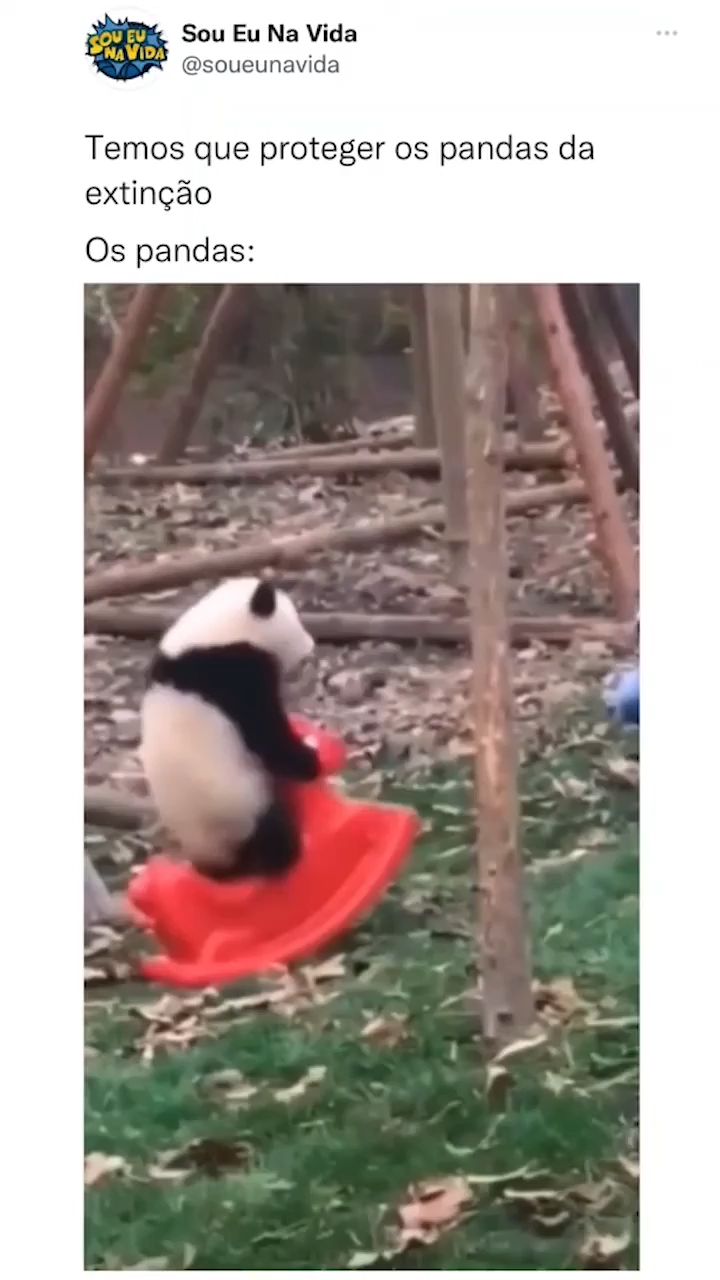 SOU EU
NA VIDA
Sou Eu Na Vida
@soueunavida
Temos que proteger os pandas da
extinção
Os pandas: